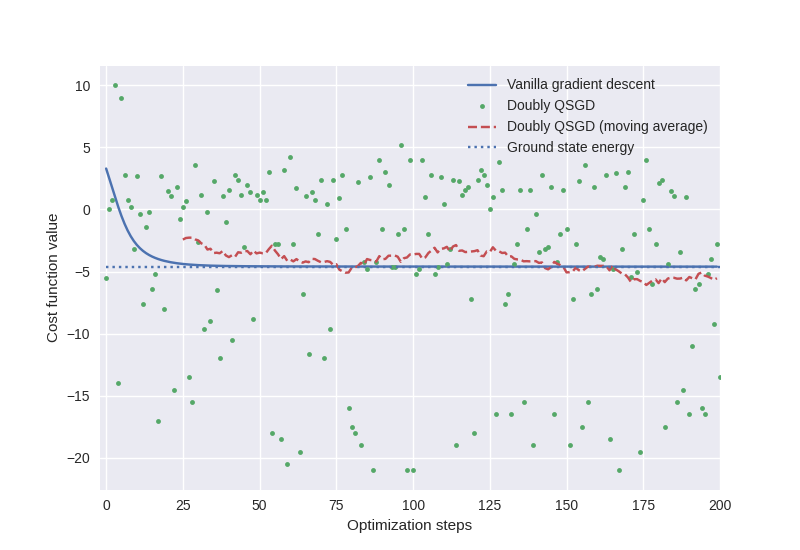 10
5
0
−5
−10
−15
−20
Cost function value
Vanilla gradient descent
Doubly QSGD
Doubly QSGD (moving average)
Ground state energy
0 25 50 75 100 125 150 175 200
Optimization steps